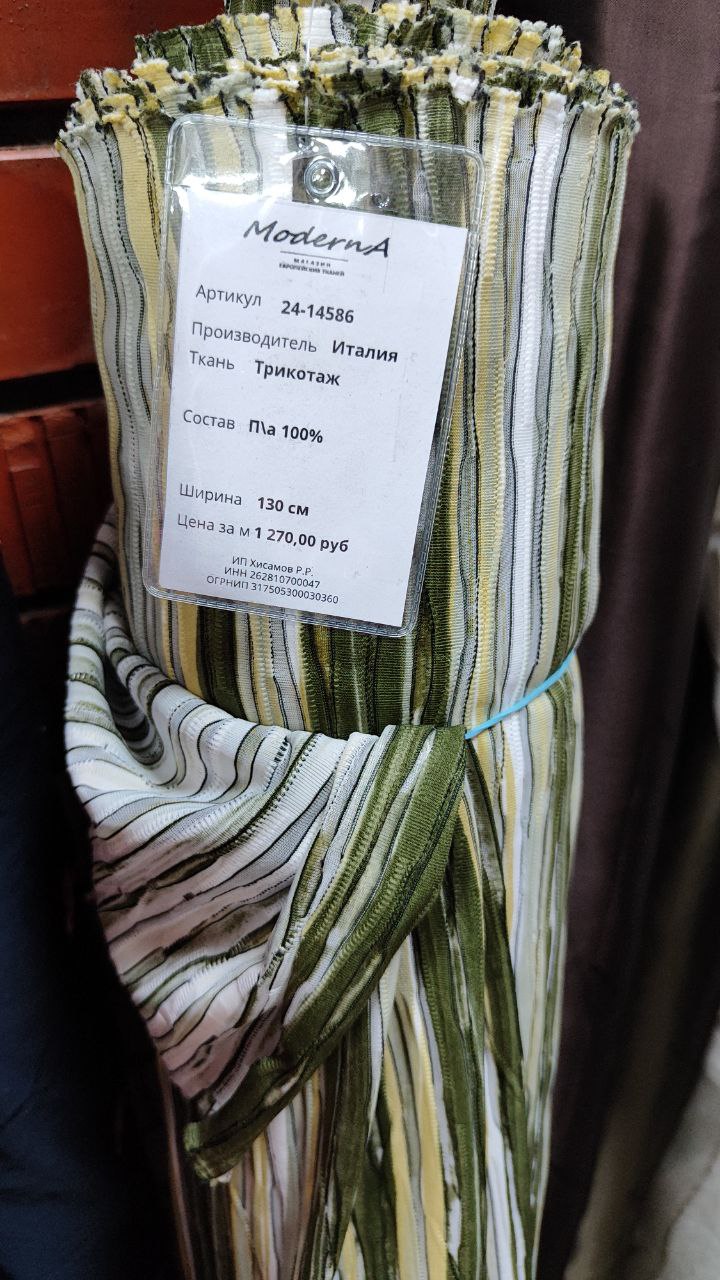 ModernA
МАГАЗИН
ЕВРОПЕЙСКИХ ТКАНЕЙ
Артикул 24-14586
Производитель Италия
Ткань Трикотаж
Состав П\а 100%
Ширина 130 см
Цена за м 1 270,00 руб
ИП Хисамов Р.Р.
ИНН 262810700047
ОГРНИП 317505300030360